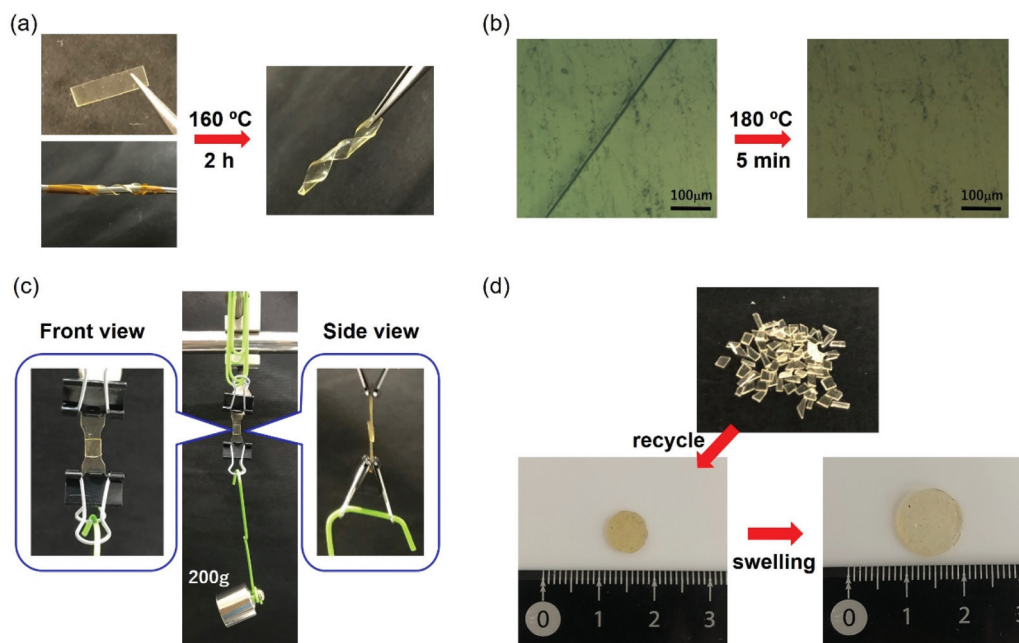 (a)
160 ºC
2 h
(b)
180 ºC
5 min
100μm
100μm
(c)
Front view
Side view
200g
(d)
recycle
swelling
0 1 2 3
0 1 2 3